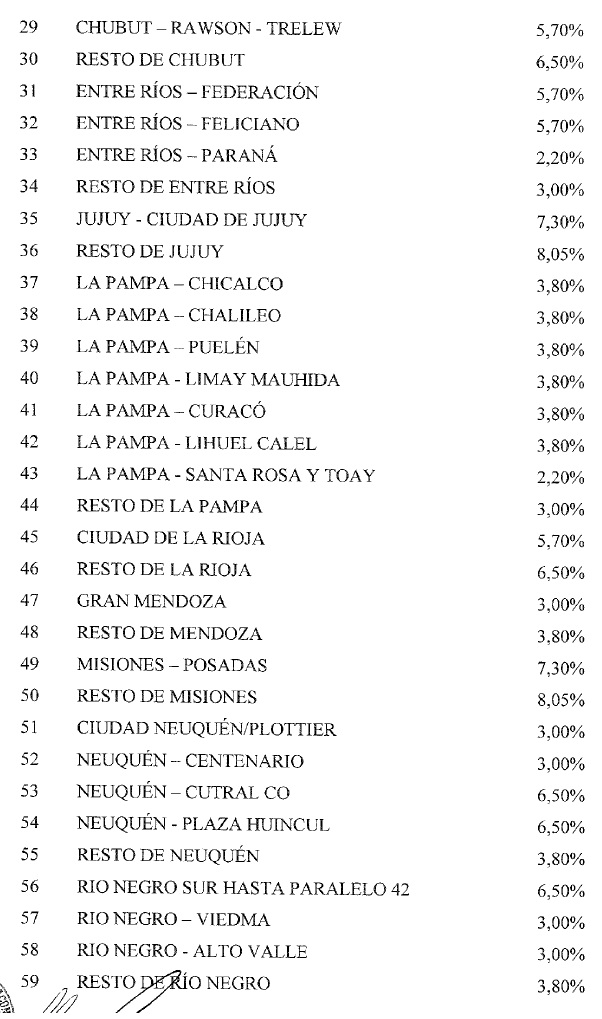 29 CHUBUT – RAWSON - TRELEW 5,70%
30 RESTO DE CHUBUT 6,50%
31 ENTRE RÍOS – FEDERACIÓN 5,70%
32 ENTRE RÍOS – FELICIANO 5,70%
33 ENTRE RÍOS – PARANÁ 2,20%
34 RESTO DE ENTRE RÍOS 3,00%
35 JUJUY - CIUDAD DE JUJUY 7,30%
36 RESTO DE JUJUY 8,05%
37 LA PAMPA – CHICALCO 3,80%
38 LA PAMPA – CHALILEO 3,80%
39 LA PAMPA – PUELÉN 3,80%
40 LA PAMPA - LIMAY MAUHIDA 3,80%
41 LA PAMPA – CURACÓ 3,80%
42 LA PAMPA - LIHUEL CALEL 3,80%
43 LA PAMPA - SANTA ROSA Y TOAY 2,20%
44 RESTO DE LA PAMPA 3,00%
45 CIUDAD DE LA RIOJA 5,70%
46 RESTO DE LA RIOJA 6,50%
47 GRAN MENDOZA 3,00%
48 RESTO DE MENDOZA 3,80%
49 MISIONES – POSADAS 7,30%
50 RESTO DE MISIONES 8,05%
51 CIUDAD NEUQUÉN/PLOTTIER 3,00%
52 NEUQUÉN – CENTENARIO 3,00%
53 NEUQUÉN – CUTRAL CO 6,50%
54 NEUQUÉN - PLAZA HUINCUL 6,50%
55 RESTO DE NEUQUÉN 3,80%
56 RIO NEGRO SUR HASTA PARALELO 42 6,50%
57 RIO NEGRO – VIEDMA 3,00%
58 RIO NEGRO - ALTO VALLE 3,00%
59 RESTO DE RÍO NEGRO 3,80%